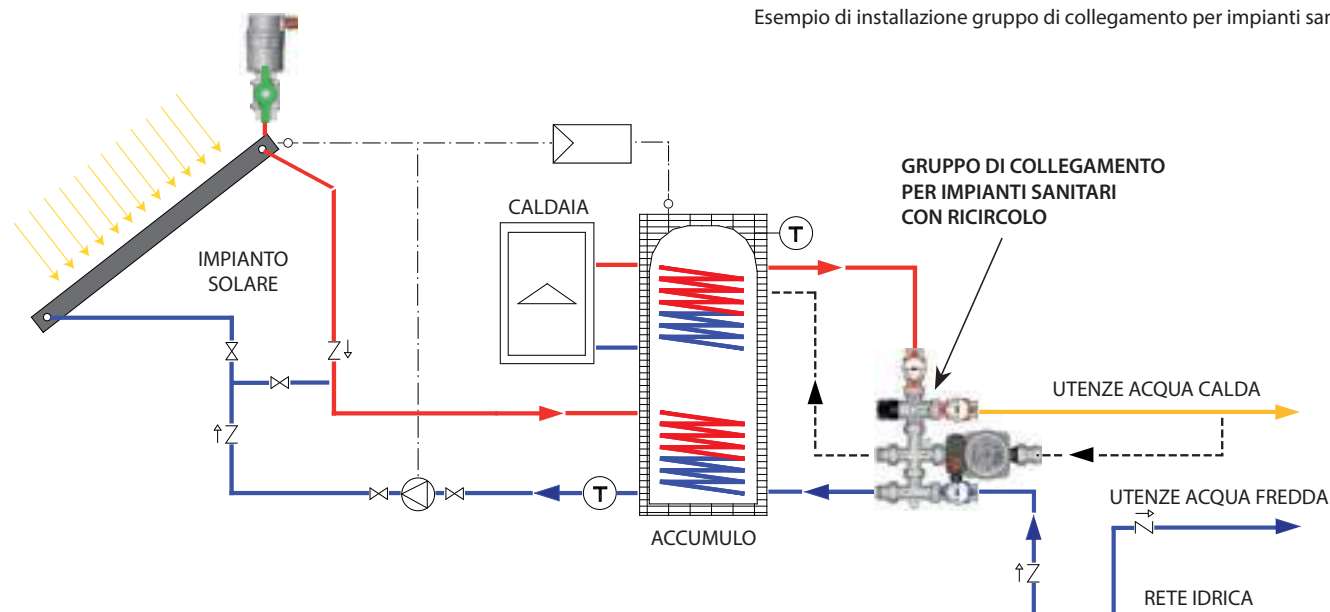 Esempio di installazione gruppo di collegamento per impianti
GRUPPO DI COLLEGAMENTO
PER IMPIANTI SANITARI
CON RICIRCOLO
CALDAIA
T
IMPIANTO
SOLARE
UTENZE ACQUA CALDA
T
UTENZE ACQUA FREDDA
ACCUMULO
RETE IDRICA